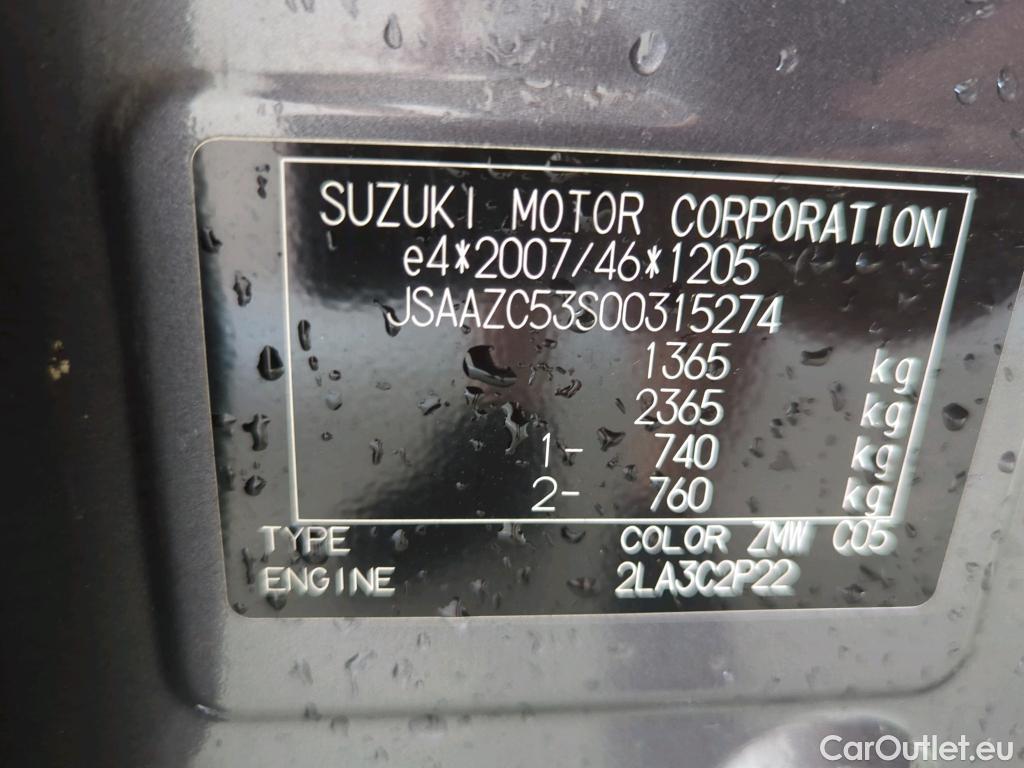 SUZUKI MOTOR CORPORATION
e4*2007/46*1205
JSAAZC53S00315274
1365 kg
2365 kg
1- 740 kg
2- 760 kg
TYPE COLOR ZMW C05
ENGINE 2LA3C2P22
CarOutlet.eu